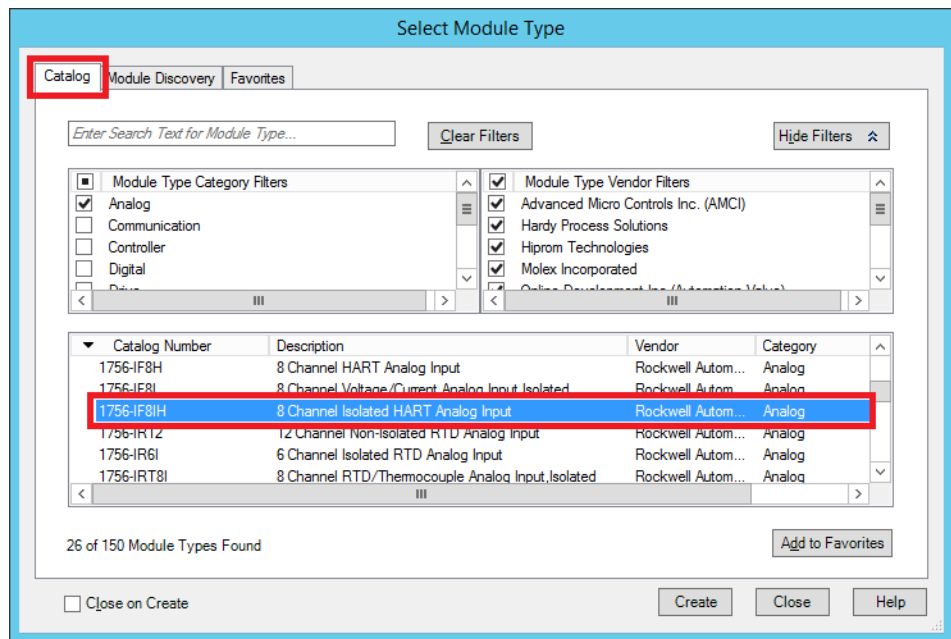 Select Module Type
Catalog Module Discovery Favorites
Enter Search Text for Module Type... Clear Filters Hide Filters
Module Type Category Filters Module Type Vendor Filters
Analog Advanced Micro Controls Inc. (AMCI)
Communication Hardy Process Solutions
Controller Hiprom Technologies
Digital Molex Incorporated
Drive Online Development Inc (Automation Value)
Catalog Number Description Vendor Category
1756-IF8H 8 Channel HART Analog Input Rockwell Autom... Analog
1756-IF8I 8 Channel Voltage/Current Analog Input Isolated Rockwell Autom... Analog
1756-IF8IH 8 Channel Isolated HART Analog Input Rockwell Autom... Analog
1756-IR12 12 Channel Non-Isolated RTD Analog Input Rockwell Autom... Analog
1756-IR6I 6 Channel Isolated RTD Analog Input Rockwell Autom... Analog
1756-IRT8I 8 Channel RTD/Thermocouple Analog Input,Isolated Rockwell Autom... Analog
26 of 150 Module Types Found Add to Favorites
Close on Create Create Close Help